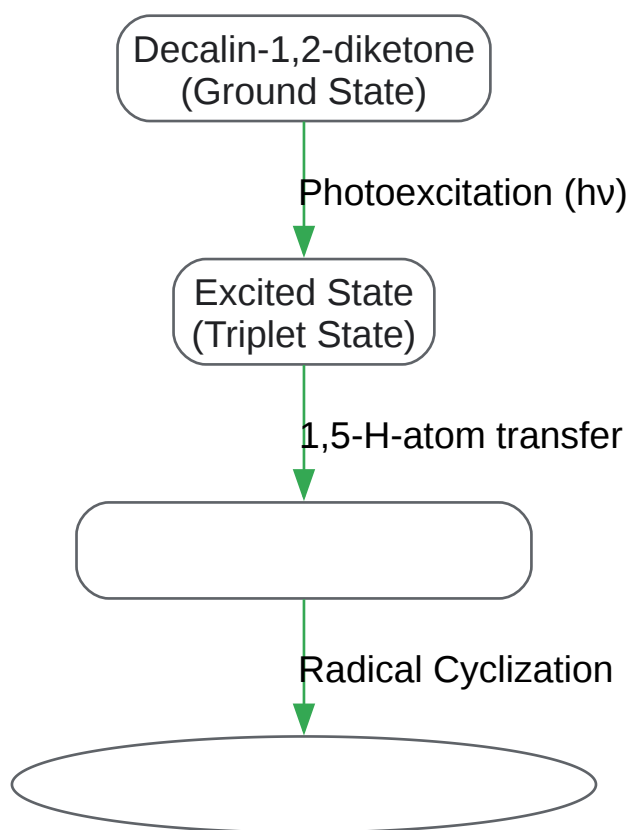 Decalin-1,2-diketone
(Ground State)
Photoexcitation (hν)
Excited State
(Triplet State)
1,5-H-atom transfer
Radical Cyclization